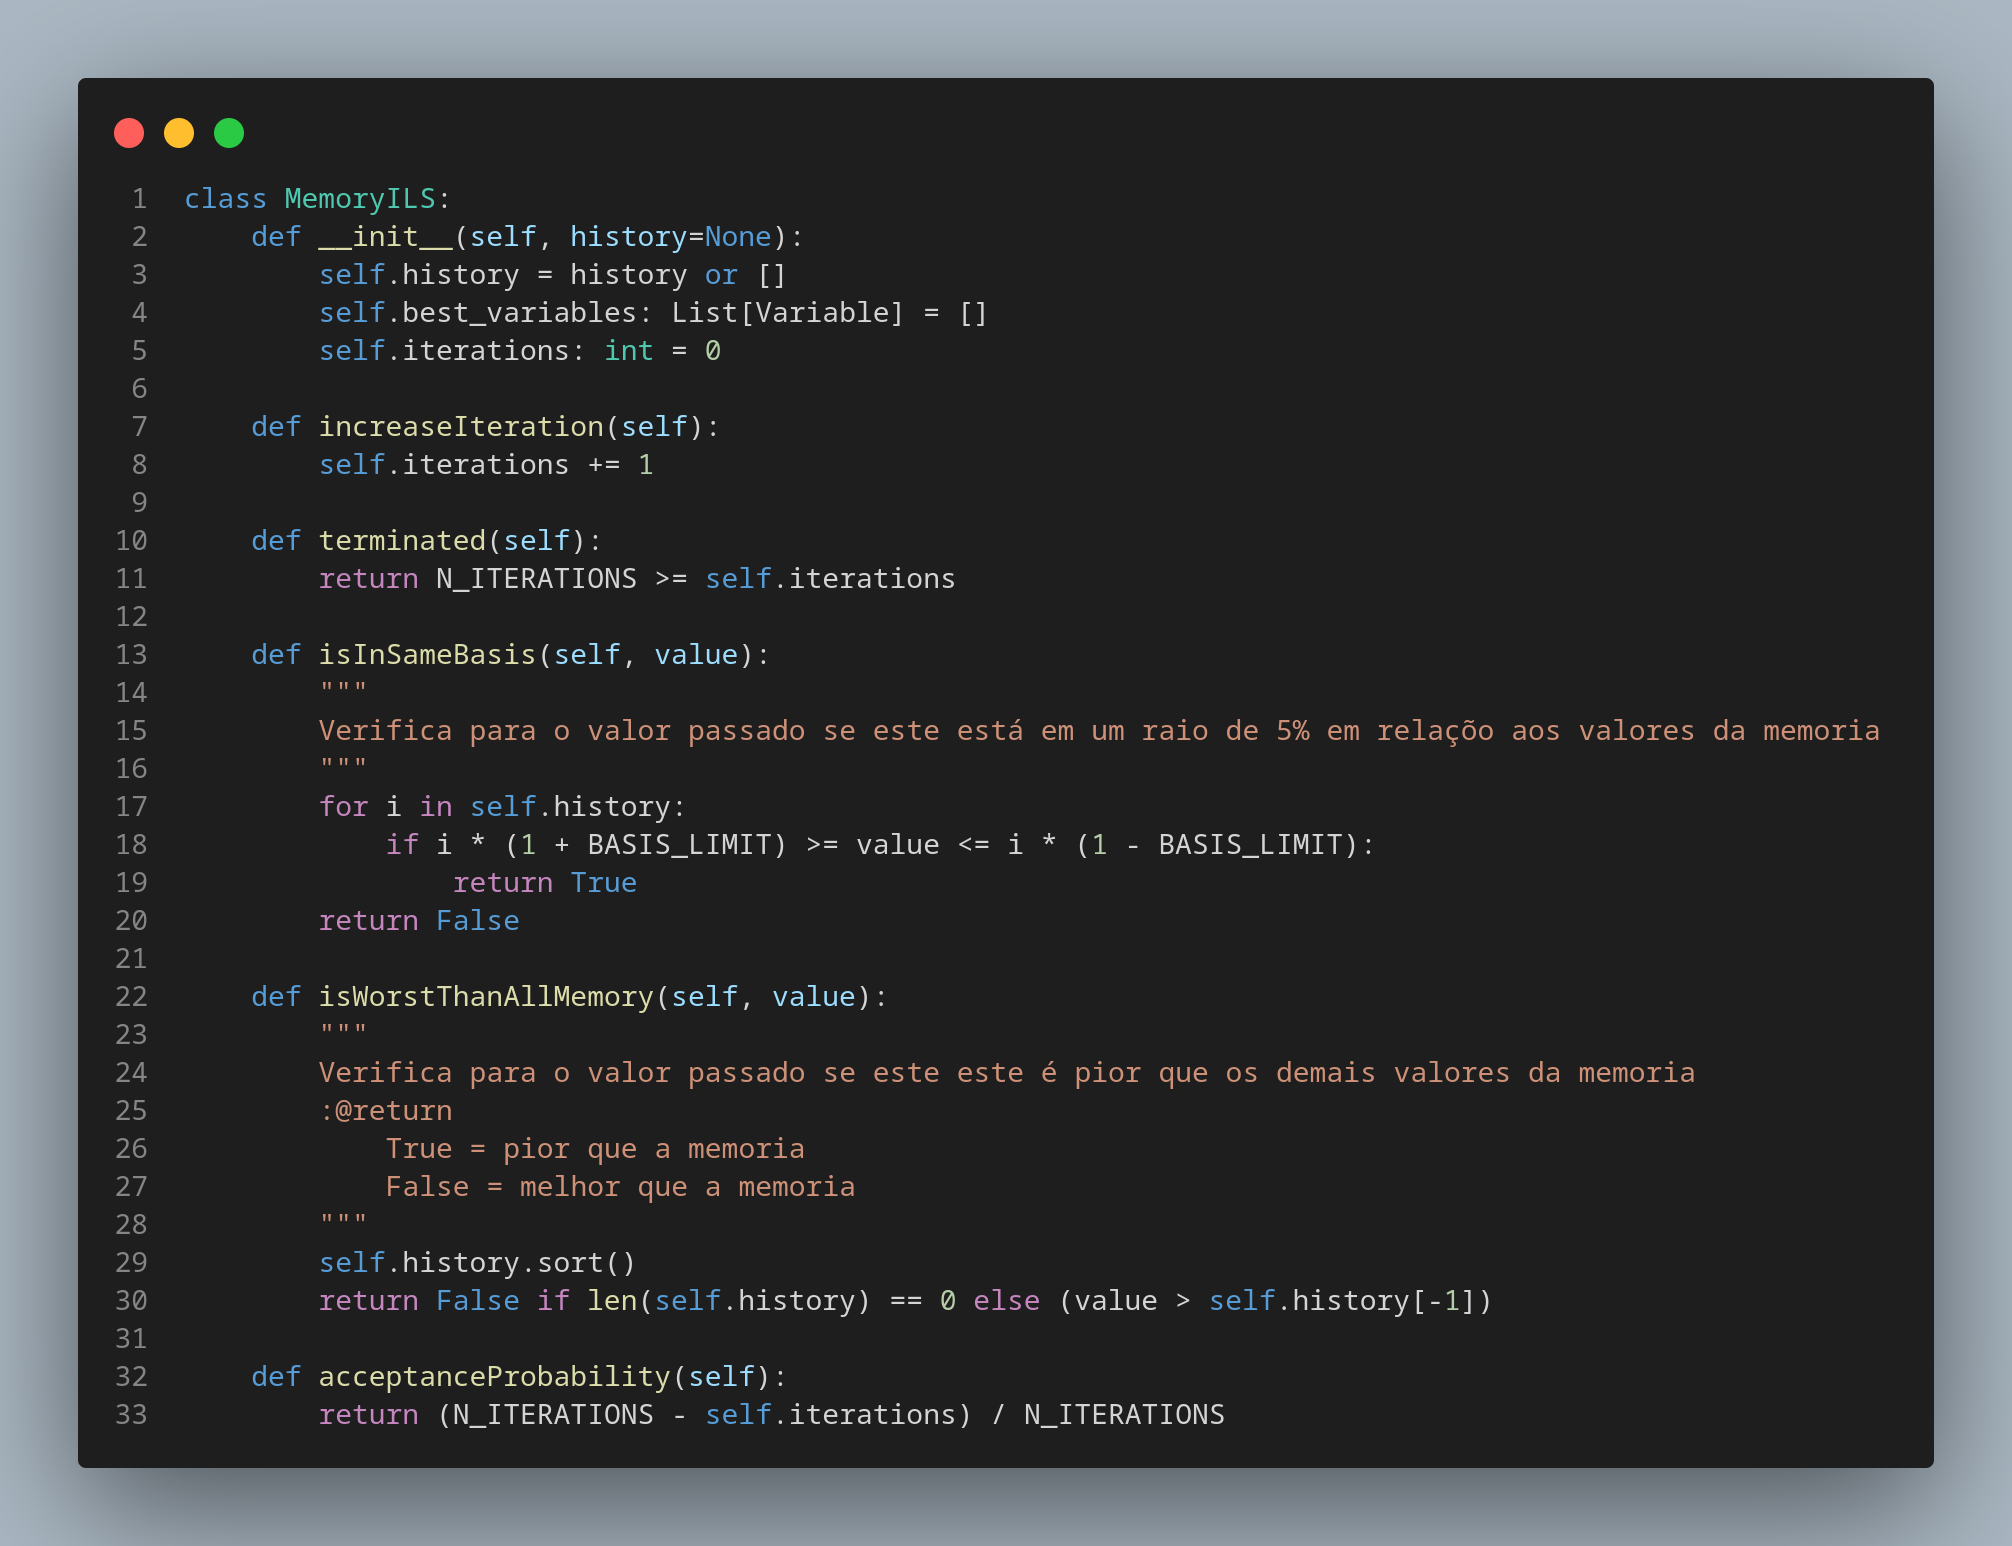 1 class MemoryILS:
2     def __init__(self, history=None):
3         self.history = history or []
4         self.best_variables: List[Variable] = []
5         self.iterations: int = 0
6
7     def increaseIteration(self):
8         self.iterations += 1
9
10     def terminated(self):
11         return N_ITERATIONS >= self.iterations
12
13     def isInSameBasis(self, value):
14         """
15         Verifica para o valor passado se este está em um raio de 5% em relação aos valores da memoria
16         """
17         for i in self.history:
18             if i * (1 + BASIS_LIMIT) >= value <= i * (1 - BASIS_LIMIT):
19                 return True
20         return False
21
22     def isWorstThanAllMemory(self, value):
23         """
24         Verifica para o valor passado se este este é pior que os demais valores da memoria
25         :@return
26             True = pior que a memoria
27             False = melhor que a memoria
28         """
29         self.history.sort()
30         return False if len(self.history) == 0 else (value > self.history[-1])
31
32     def acceptanceProbability(self):
33         return (N_ITERATIONS - self.iterations) / N_ITERATIONS